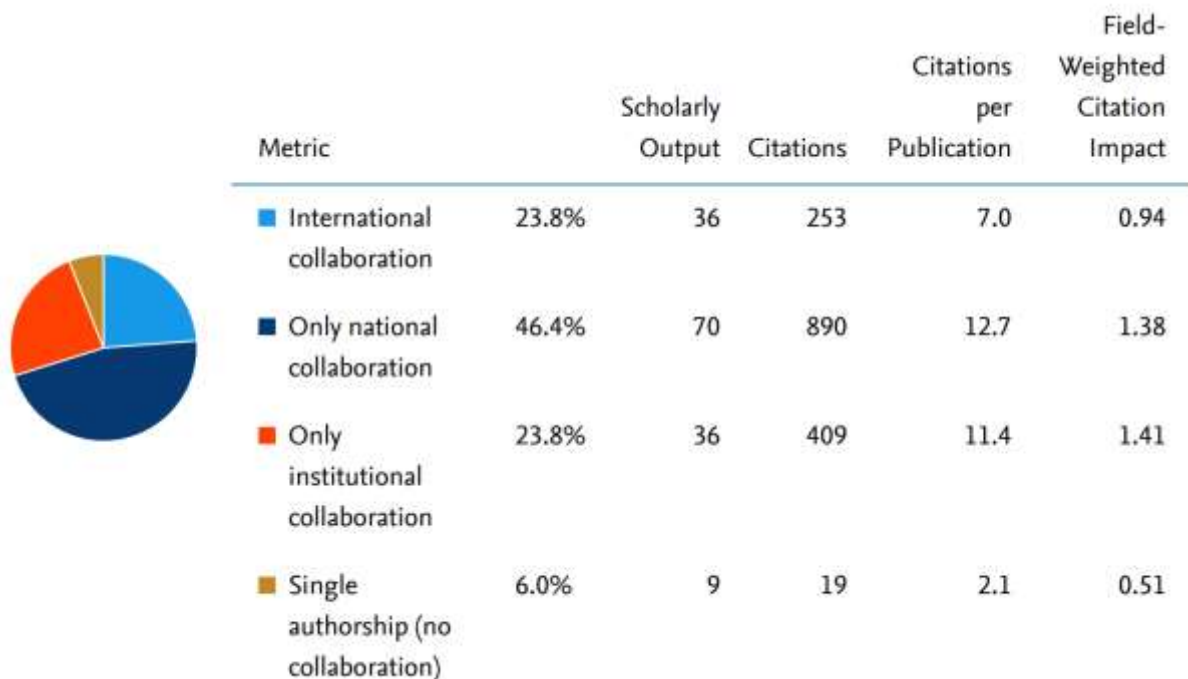 Field-
Citations Weighted
Scholarly per Citation
Metric Output Citations Publication Impact
International 23.8% 36 253 7.0 0.94
collaboration
Only national 46.4% 70 890 12.7 1.38
collaboration
Only 23.8% 36 409 11.4 1.41
institutional
collaboration
Single 6.0% 9 19 2.1 0.51
authorship (no
collaboration)